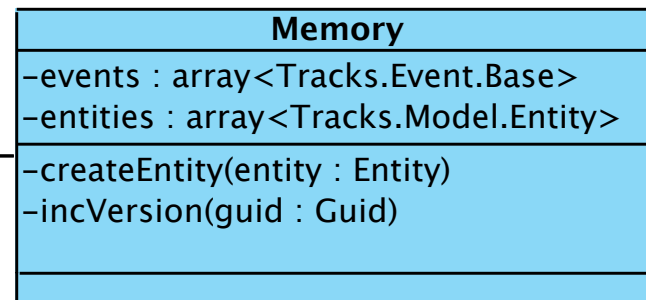 Memory
-events : array<Tracks.Event.Base>
-entities : array<Tracks.Model.Entity>
-createEntity(entity : Entity)
-incVersion(guid : Guid)